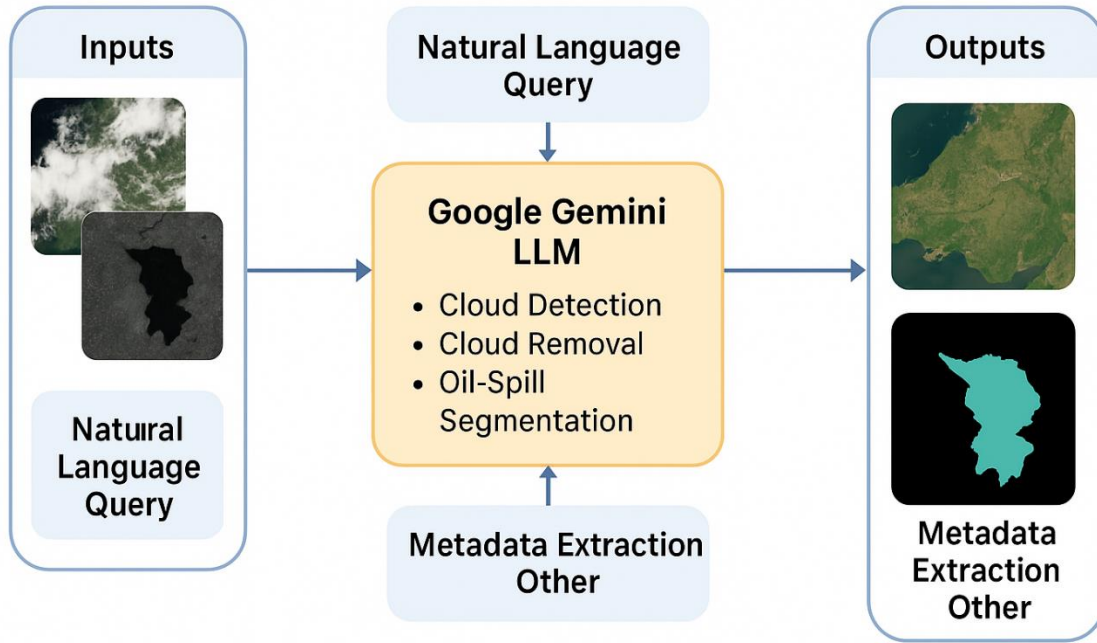 Inputs
Natuıral
Language
Query
Natural Language
Query
Google Gemini
LLM
• Cloud Detection
• Cloud Removal
• Oil-Spill
Segmentation
Metadata Extraction
Other
Outputs
Metadata
Extraction
Other